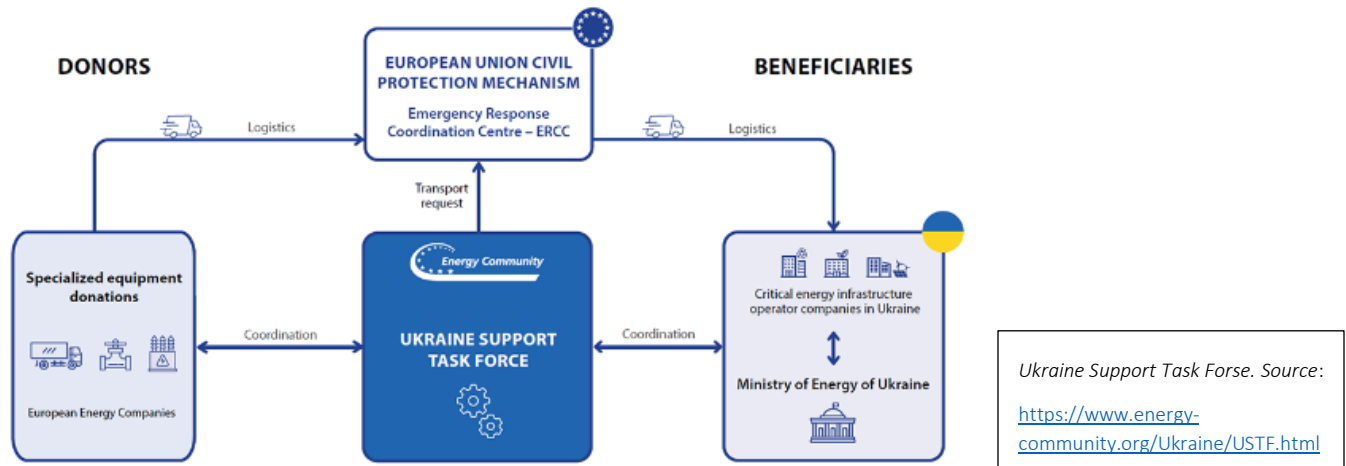 DONORS
EUROPEAN UNION CIVIL
PROTECTION MECHANISM
Emergency Response
Coordination Centre – ERCC
BENEFICIARIES
Logistics
Logistics
Transport
request
Specialized equipment
donations
European Energy Companies
Coordination
Energy Community
UKRAINE SUPPORT
TASK FORCE
Coordination
Critical energy infrastructure
operator companies in Ukraine
Ministry of Energy of Ukraine
Ukraine Support Task Forse. Source:
https://www.energy-
community.org/Ukraine/USTF.html